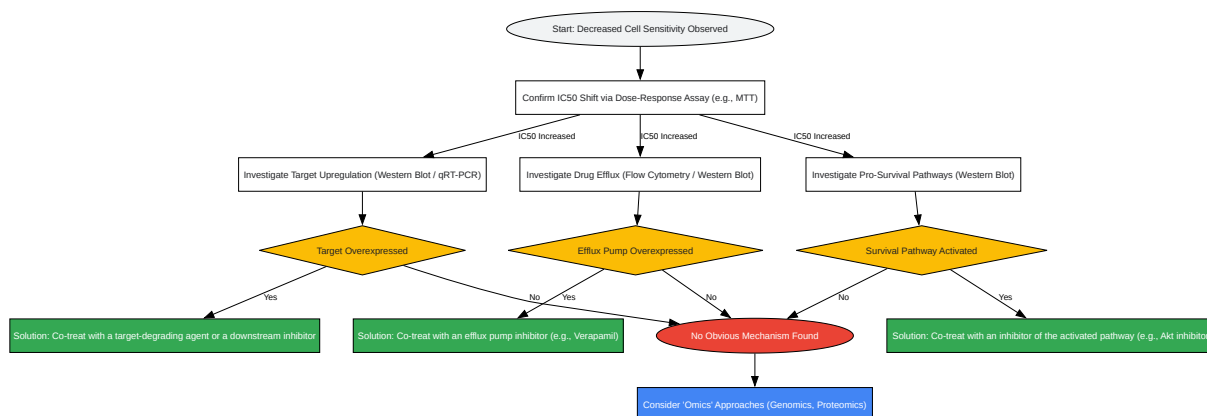 Start: Decreased Cell Sensitivity Observed
Confirm IC50 Shift via Dose-Response Assay (e.g., MTT)
IC50 Increased
IC50 Increased
IC50 Increased
Investigate Target Upregulation (Western Blot / qRT-PCR)
Investigate Drug Efflux (Flow Cytometry / Western Blot)
Investigate Pro-Survival Pathways (Western Blot)
Target Overexpressed
Efflux Pump Overexpressed
Survival Pathway Activated
Yes
No
Yes
No
No
Yes
Solution: Co-treat with a target-degrading agent or a downstream inhibitor
Solution: Co-treat with an efflux pump inhibitor (e.g., Verapamil)
No Obvious Mechanism Found
Solution: Co-treat with an inhibitor of the activated pathway (e.g., Akt inhibitor
Consider 'Omics' Approaches (Genomics, Proteomics)